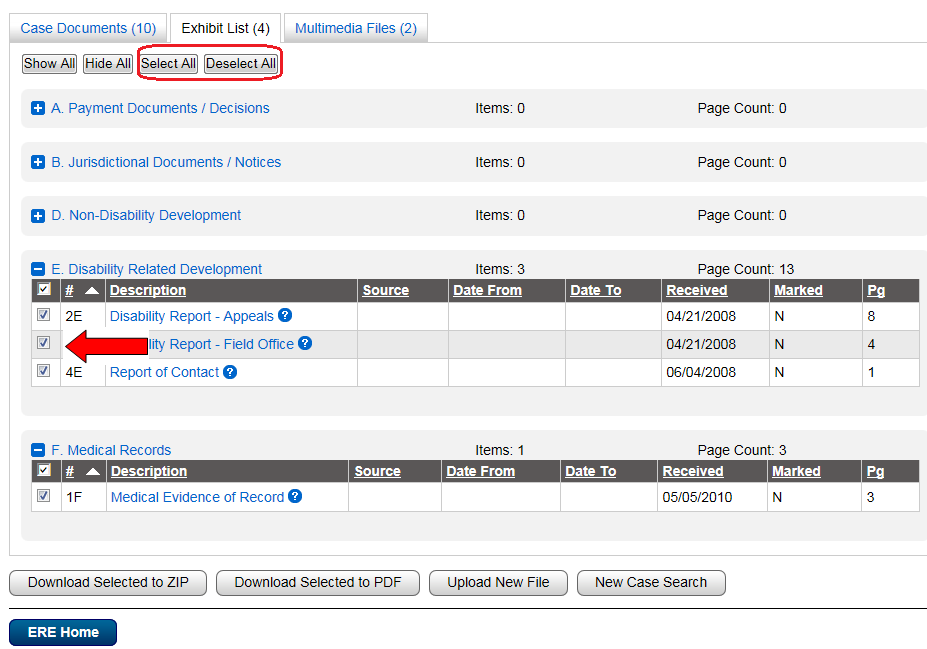 Case Documents (10) Exhibit List (4) Multimedia Files (2)
Show All Hide All Select All Deselect All
A. Payment Documents / Decisions Items: 0 Page Count: 0
B. Jurisdictional Documents / Notices Items: 0 Page Count: 0
D. Non-Disability Development Items: 0 Page Count: 0
E. Disability Related Development Items: 3 Page Count: 13
# Description Source Date From Date To Received Marked Pg
2E Disability Report - Appeals ? 04/21/2008 N 8
Report - Field Office ? 04/21/2008 N 4
4E Report of Contact ? 06/04/2008 N 1
F. Medical Records Items: 1 Page Count: 3
# Description Source Date From Date To Received Marked Pg
1F Medical Evidence of Record ? 05/05/2010 N 3
Download Selected to ZIP Download Selected to PDF Upload New File New Case Search
ERE Home